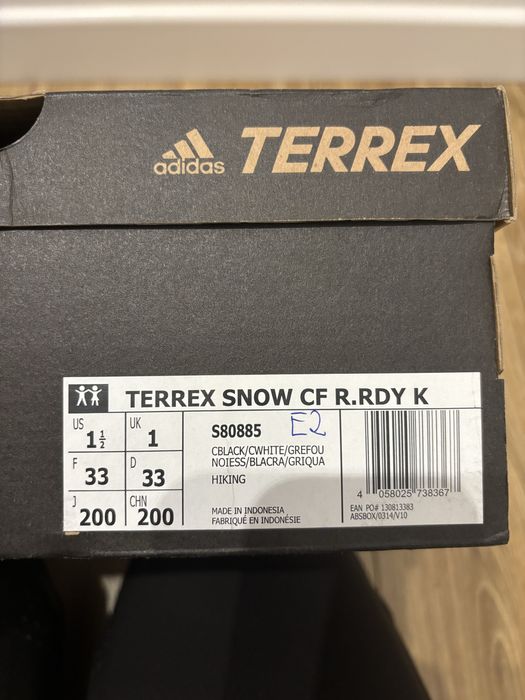 adidas TERREX
TERREX SNOW CF R.RDY K
US 1½ UK 1
F 33 D 33
J 200 CHN 200
S80885 E2
CBLACK/CWHITE/GREFOU
NOIESS/BLACRA/GRIQUA
HIKING
MADE IN INDONESIA
FABRIQUÉ EN INDONÉSIE
4 058025 738367
EAN PO# 130813383
ABSBOX/0314/V10